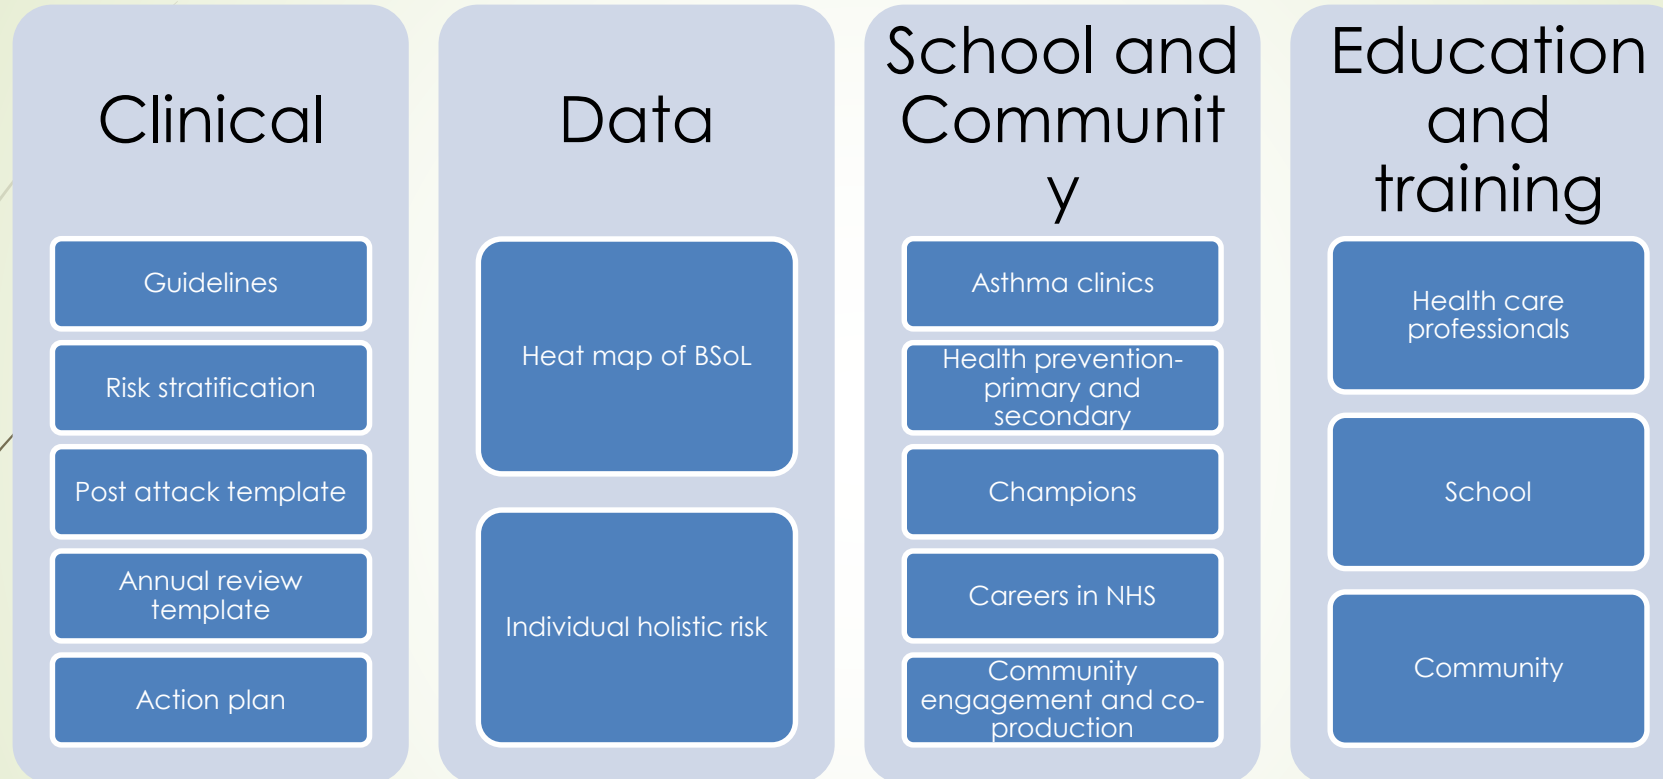 Clinical
Guidelines
Risk stratification
Post attack template
Annual review
template
Action plan
Data
Heat map of BSoL
Individual holistic risk
School and
Communit
y
Asthma clinics
Health prevention-
primary and
secondary
Champions
Careers in NHS
Community
engagement and co-
production
Education
and
training
Health care
professionals
School
Community